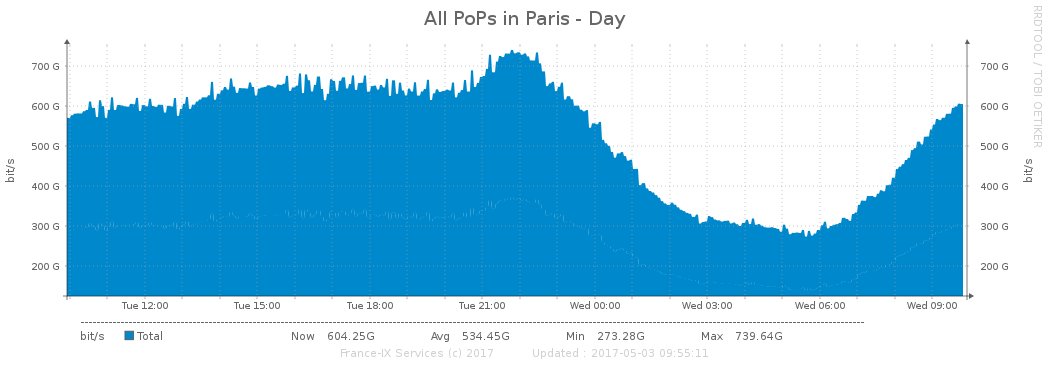 All PoPs in Paris - Day
RRDTOOL / TOBI OETIKER
bit/s
700 G
600 G
500 G
400 G
300 G
200 G
700 G
600 G
500 G
400 G
300 G
200 G
bit/s
Tue 12:00 Tue 15:00 Tue 18:00 Tue 21:00 Wed 00:00 Wed 03:00 Wed 06:00 Wed 09:00
bit/s Total Now 604.25G Avg 534.45G Min 273.28G Max 739.64G
France-IX Services (c) 2017 Updated : 2017-05-03 09:55:11